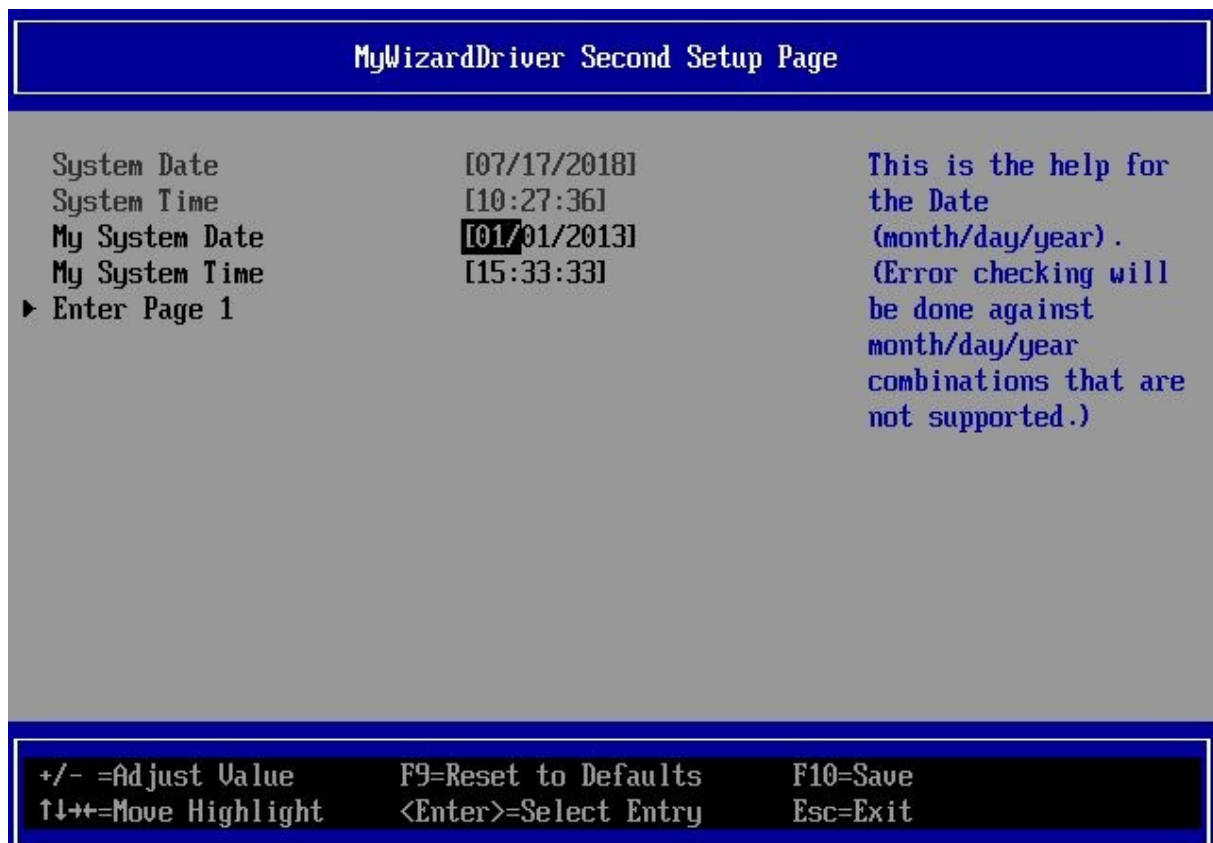 MyWizardDriver Second Setup Page
System Date [07/17/2018]
System Time [10:27:36]
My System Date [01/01/2013]
My System Time [15:33:33]
▶ Enter Page 1
This is the help for
the Date
(month/day/year).
(Error checking will
be done against
month/day/year
combinations that are
not supported.)
+/- =Adjust Value F9=Reset to Defaults F10=Save
↑↓→←=Move Highlight <Enter>=Select Entry Esc=Exit